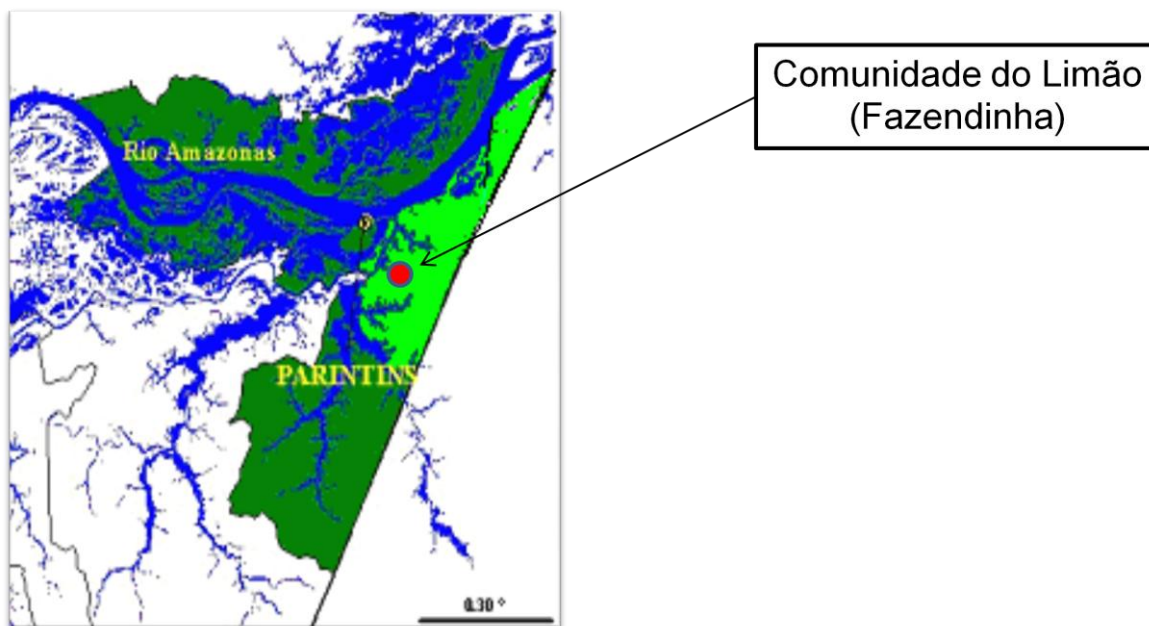 Comunidade do Limão
(Fazendinha)
Rio Amazonas
PARINTINS
0.30 °